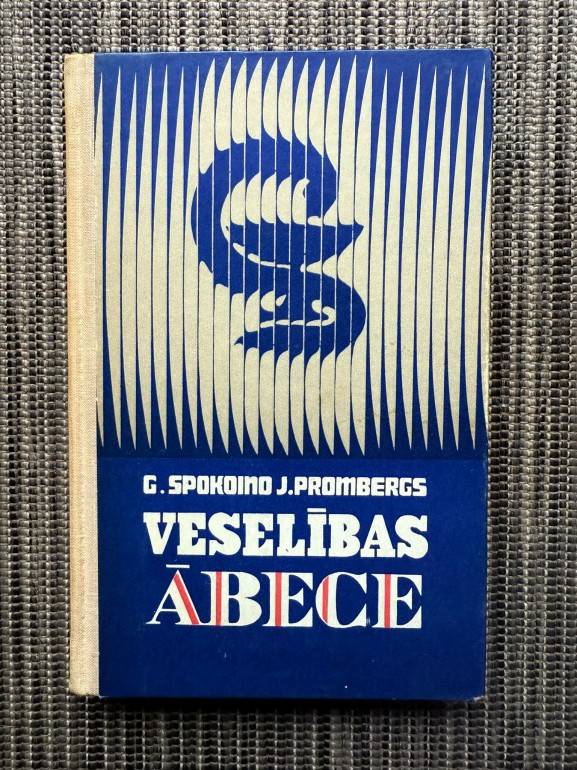 G. SPOKOINO J. PROMBERGS
VESELĪBAS
ĀBECE